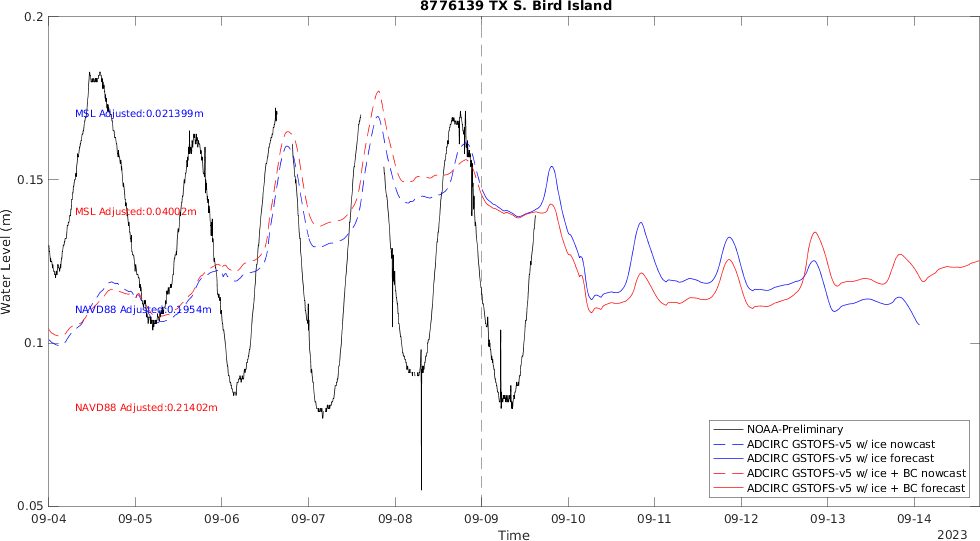 8776139 TX S. Bird Island
0.2
0.15
0.1
0.05
Water Level (m)
MSL Adjusted:0.021399m
MSL Adjusted:0.04002m
NAVD88 Adjusted:0.1954m
NAVD88 Adjusted:0.21402m
NOAA-Preliminary
ADCIRC GSTOFS-v5 w/ ice nowcast
ADCIRC GSTOFS-v5 w/ ice forecast
ADCIRC GSTOFS-v5 w/ ice + BC nowcast
ADCIRC GSTOFS-v5 w/ ice + BC forecast
09-04 09-05 09-06 09-07 09-08 09-09 09-10 09-11 09-12 09-13 09-14
Time
2023